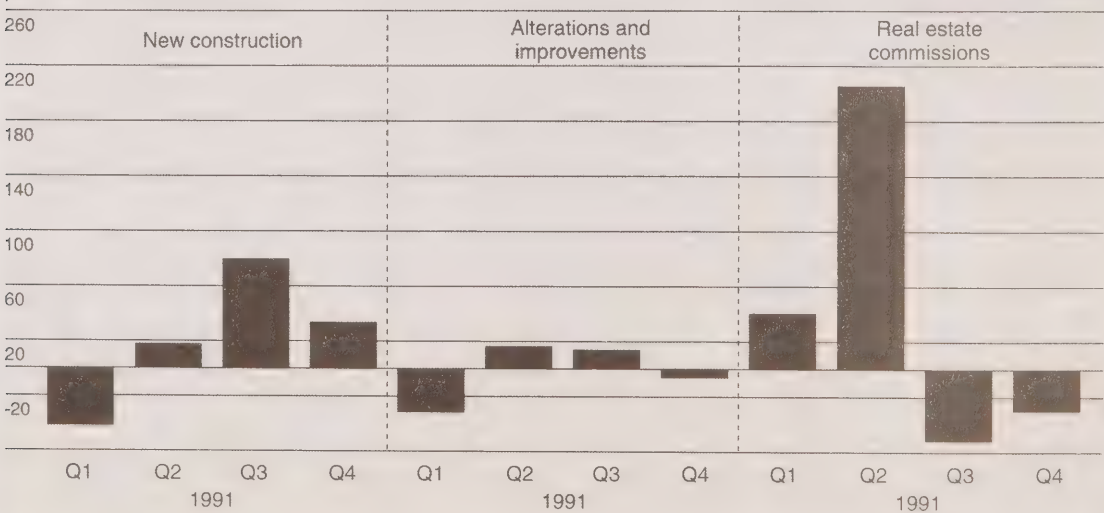 260
New construction
Alterations and
improvements
Real estate
commissions
220
180
140
100
60
20
-20
Q1 Q2 Q3 Q4 Q1 Q2 Q3 Q4 Q1 Q2 Q3 Q4
1991 1991 1991